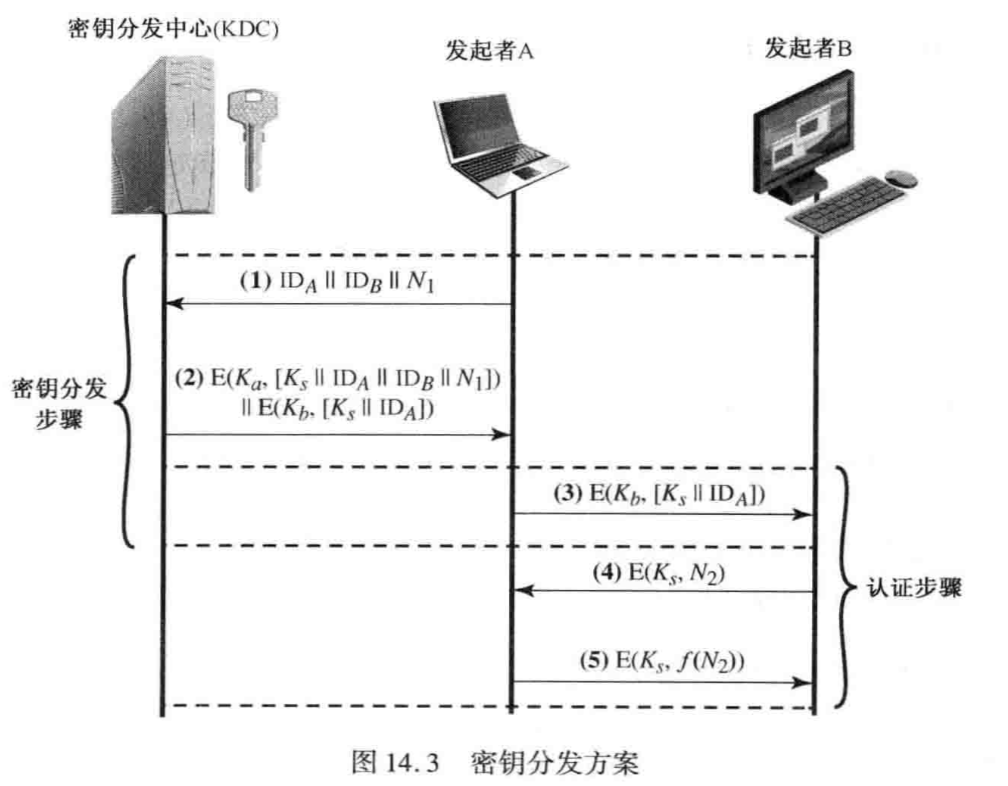 密钥分发中心(KDC)
发起者A
发起者B
(1) ID_A || ID_B || N_1
(2) E(K_a, [K_s || ID_A || ID_B || N_1])
|| E(K_b, [K_s || ID_A])
密钥分发
步骤
(3) E(K_b, [K_s || ID_A])
(4) E(K_s, N_2)
认证步骤
(5) E(K_s, f(N_2))
图 14.3 密钥分发方案